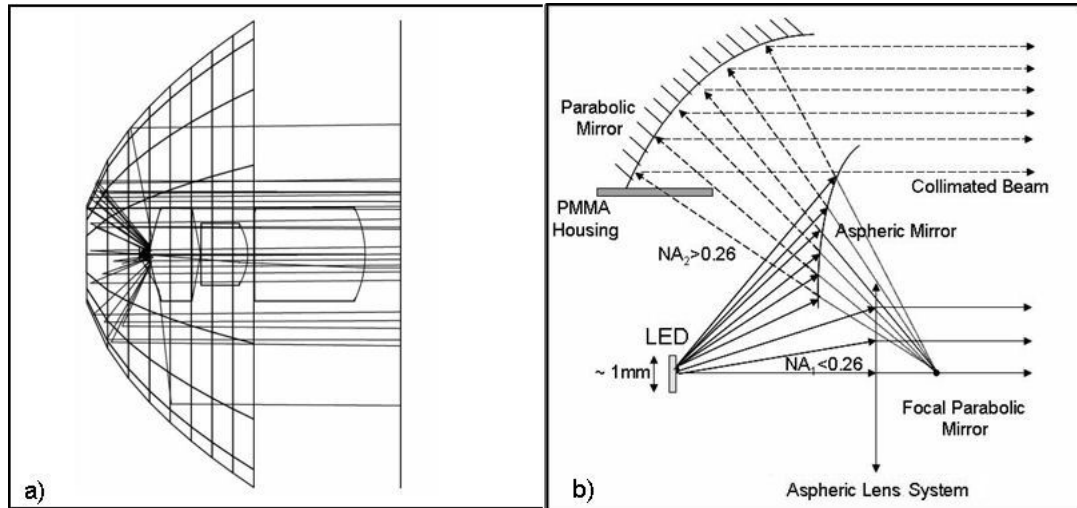 a)
b)
Parabolic
Mirror
PMMA
Housing
Collimated Beam
Aspheric Mirror
NA2>0.26
LED
~ 1mm
NA1<0.26
Focal Parabolic
Mirror
Aspheric Lens System